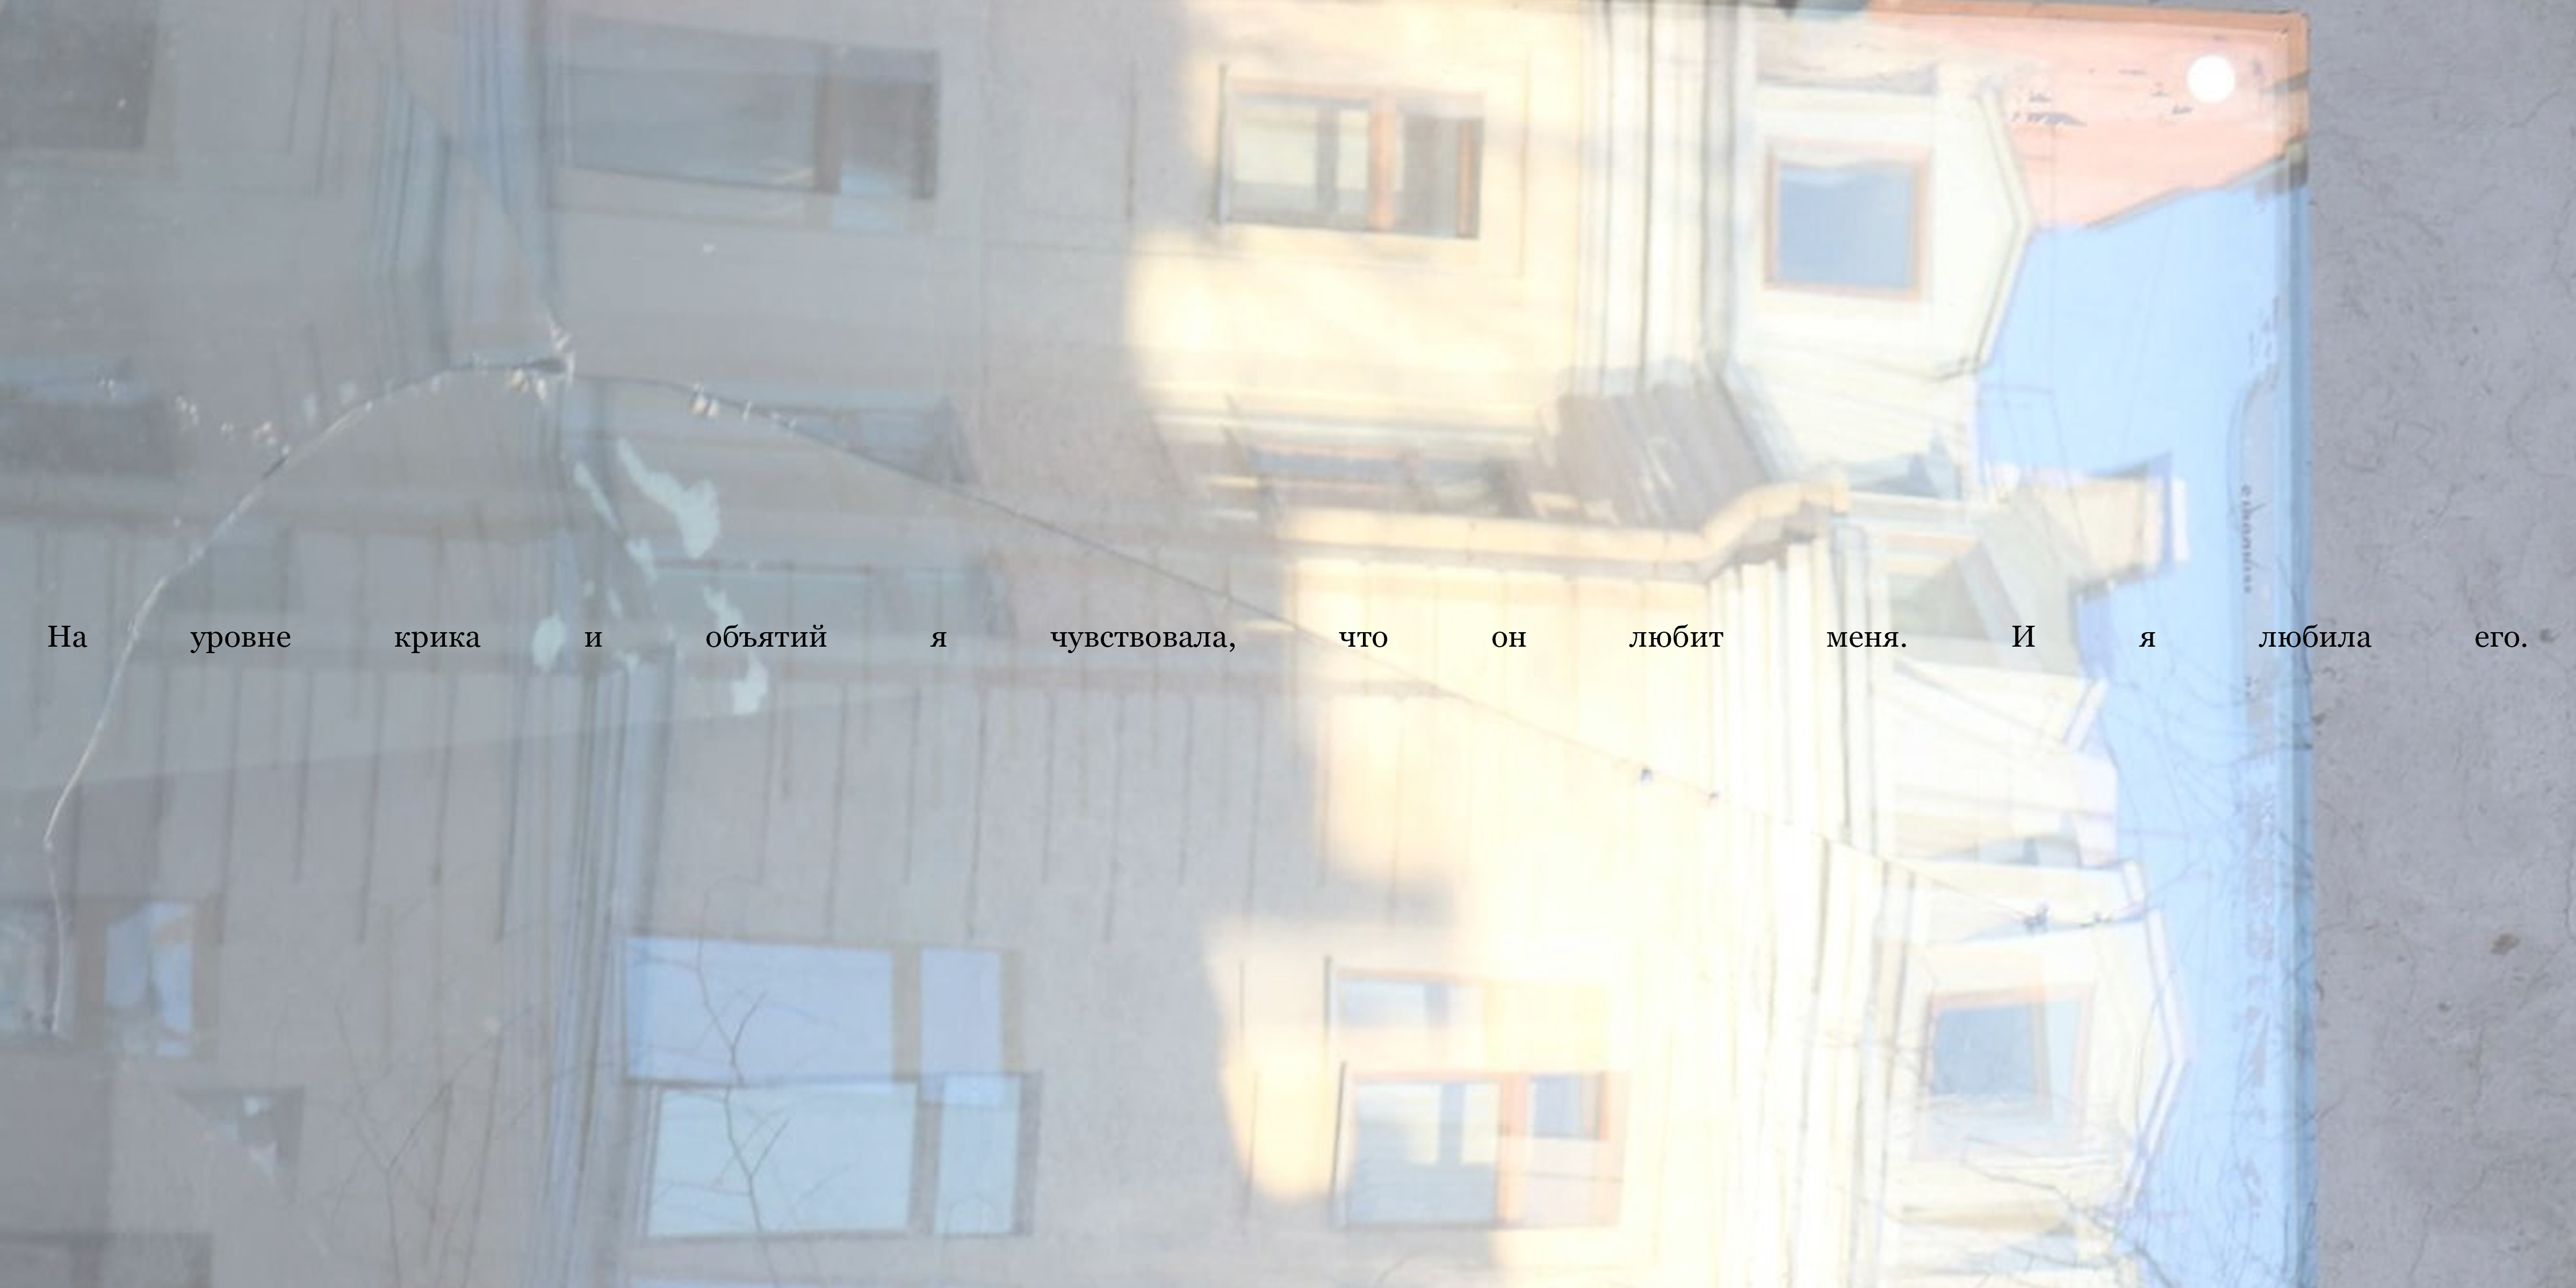 На уровне крика и объятий я чувствовала, что он любит меня. И я любила его.